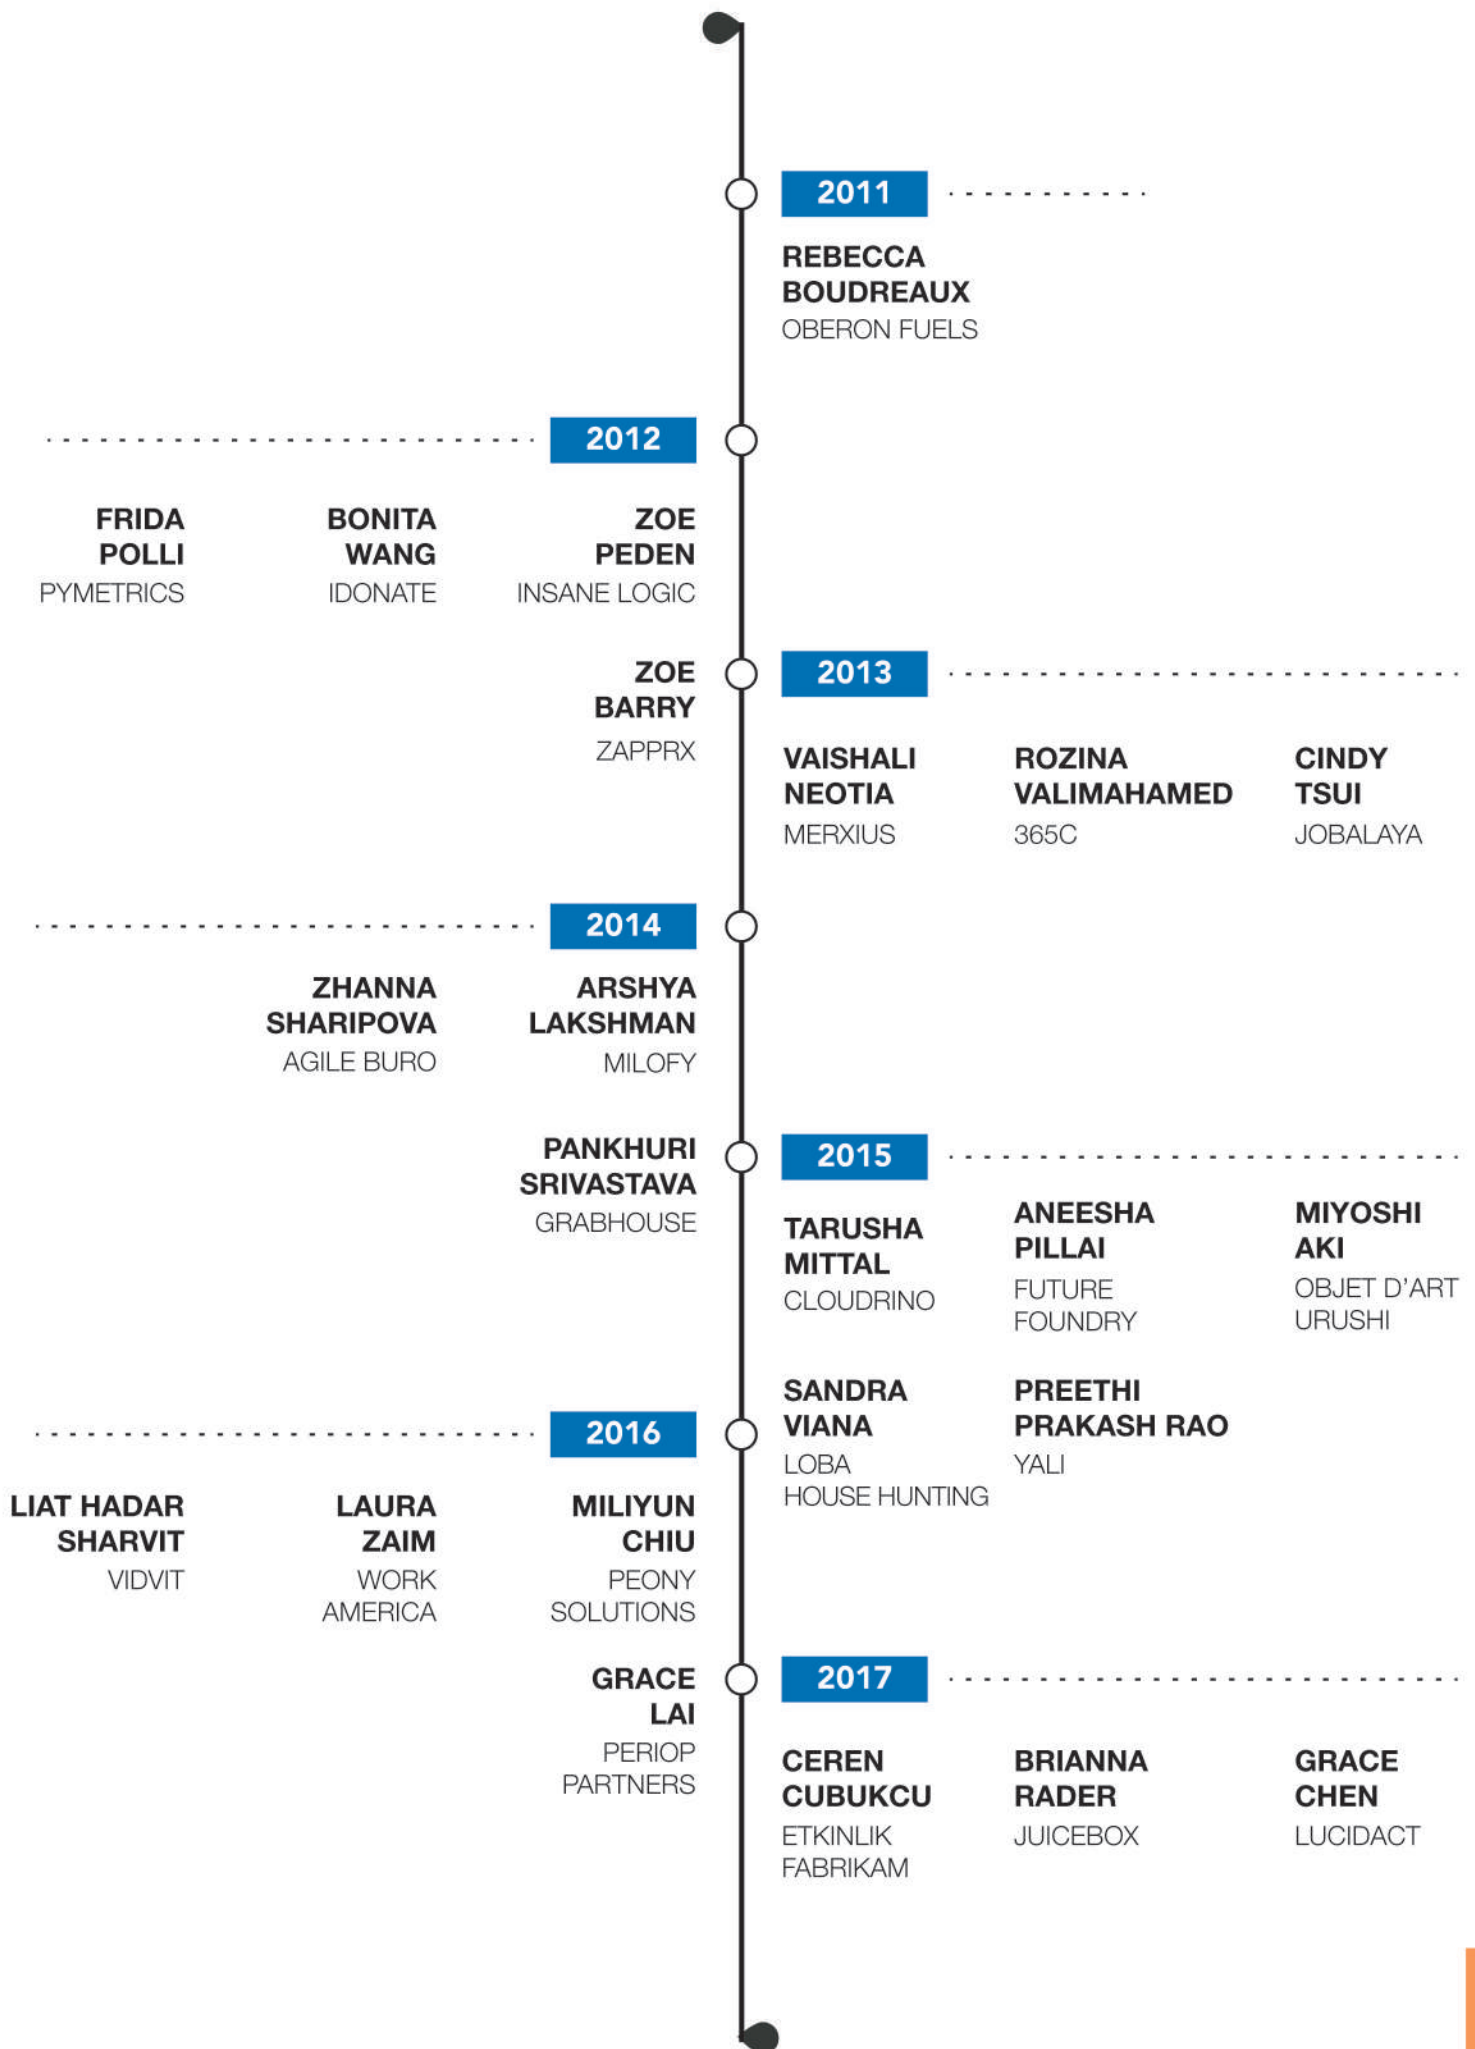 2011
REBECCA
BOUDREAUX
OBERON FUELS
2012
FRIDA
POLLI
PYMETRICS
BONITA
WANG
IDONATE
ZOE
PEDEN
INSANE LOGIC
ZOE
BARRY
ZAPPRX
2013
VAISHALI
NEOTIA
MERXIUS
ROZINA
VALIMAHAMED
365C
CINDY
TSUI
JOBALAYA
2014
ZHANNA
SHARIPOVA
AGILE BURO
ARSHYA
LAKSHMAN
MILOFY
PANKHURI
SRIVASTAVA
GRABHOUSE
2015
TARUSHA
MITTAL
CLOUDRINO
ANEESHA
PILLAI
FUTURE
FOUNDRY
MIYOSHI
AKI
OBJET D'ART
URUSHI
SANDRA
VIANA
LOBA
HOUSE HUNTING
PREETHI
PRAKASH RAO
YALI
2016
LIAT HADAR
SHARVIT
VIDVIT
LAURA
ZAIM
WORK
AMERICA
MILIYUN
CHIU
PEONY
SOLUTIONS
GRACE
LAI
PERIOP
PARTNERS
2017
CEREN
CUBUKCU
ETKINLIK
FABRIKAM
BRIANNA
RADER
JUICEBOX
GRACE
CHEN
LUCIDACT